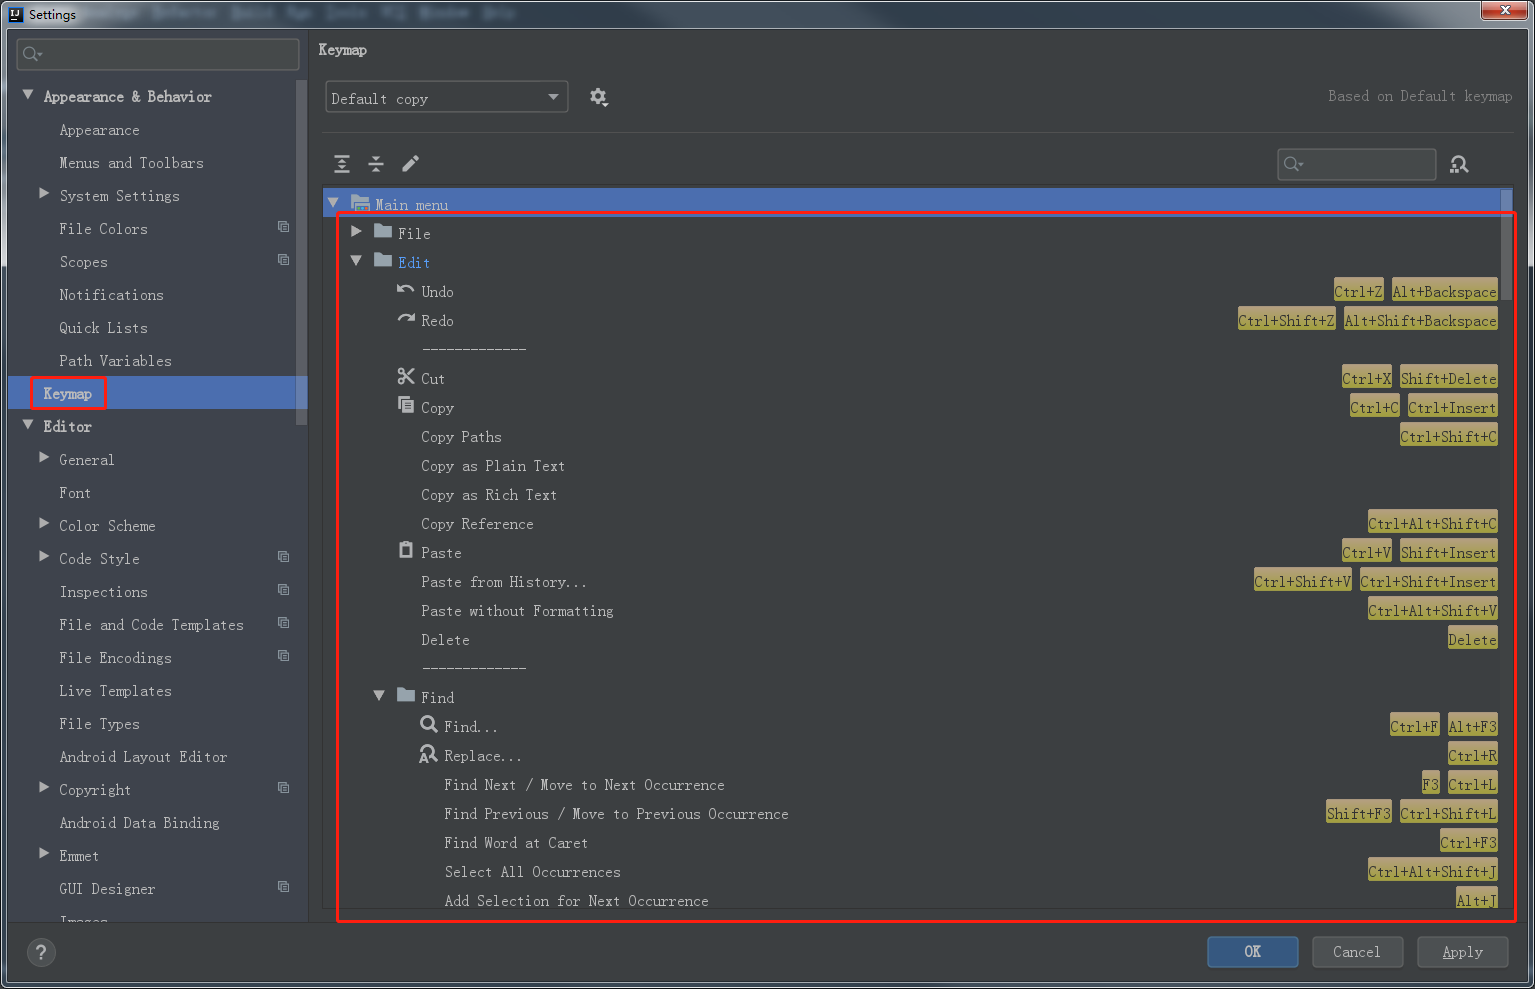 Settings
Appearance & Behavior
Appearance
Menus and Toolbars
System Settings
File Colors
Scopes
Notifications
Quick Lists
Path Variables
Keymap
Editor
General
Font
Color Scheme
Code Style
Inspections
File and Code Templates
File Encodings
Live Templates
File Types
Android Layout Editor
Copyright
Android Data Binding
Emmet
GUI Designer
Images
Keymap
Default copy
Based on Default keymap
Main menu
File
Edit
Undo Ctrl+Z Alt+Backspace
Redo Ctrl+Shift+Z Alt+Shift+Backspace
-------------
Cut Ctrl+X Shift+Delete
Copy Ctrl+C Ctrl+Insert
Copy Paths Ctrl+Shift+C
Copy as Plain Text
Copy as Rich Text
Copy Reference Ctrl+Alt+Shift+C
Paste Ctrl+V Shift+Insert
Paste from History... Ctrl+Shift+V Ctrl+Shift+Insert
Paste without Formatting Ctrl+Alt+Shift+V
Delete Delete
-------------
Find
Find... Ctrl+F Alt+F3
Replace... Ctrl+R
Find Next / Move to Next Occurrence F3 Ctrl+L
Find Previous / Move to Previous Occurrence Shift+F3 Ctrl+Shift+L
Find Word at Caret Ctrl+F3
Select All Occurrences Ctrl+Alt+Shift+J
Add Selection for Next Occurrence Alt+J
?
OK
Cancel
Apply